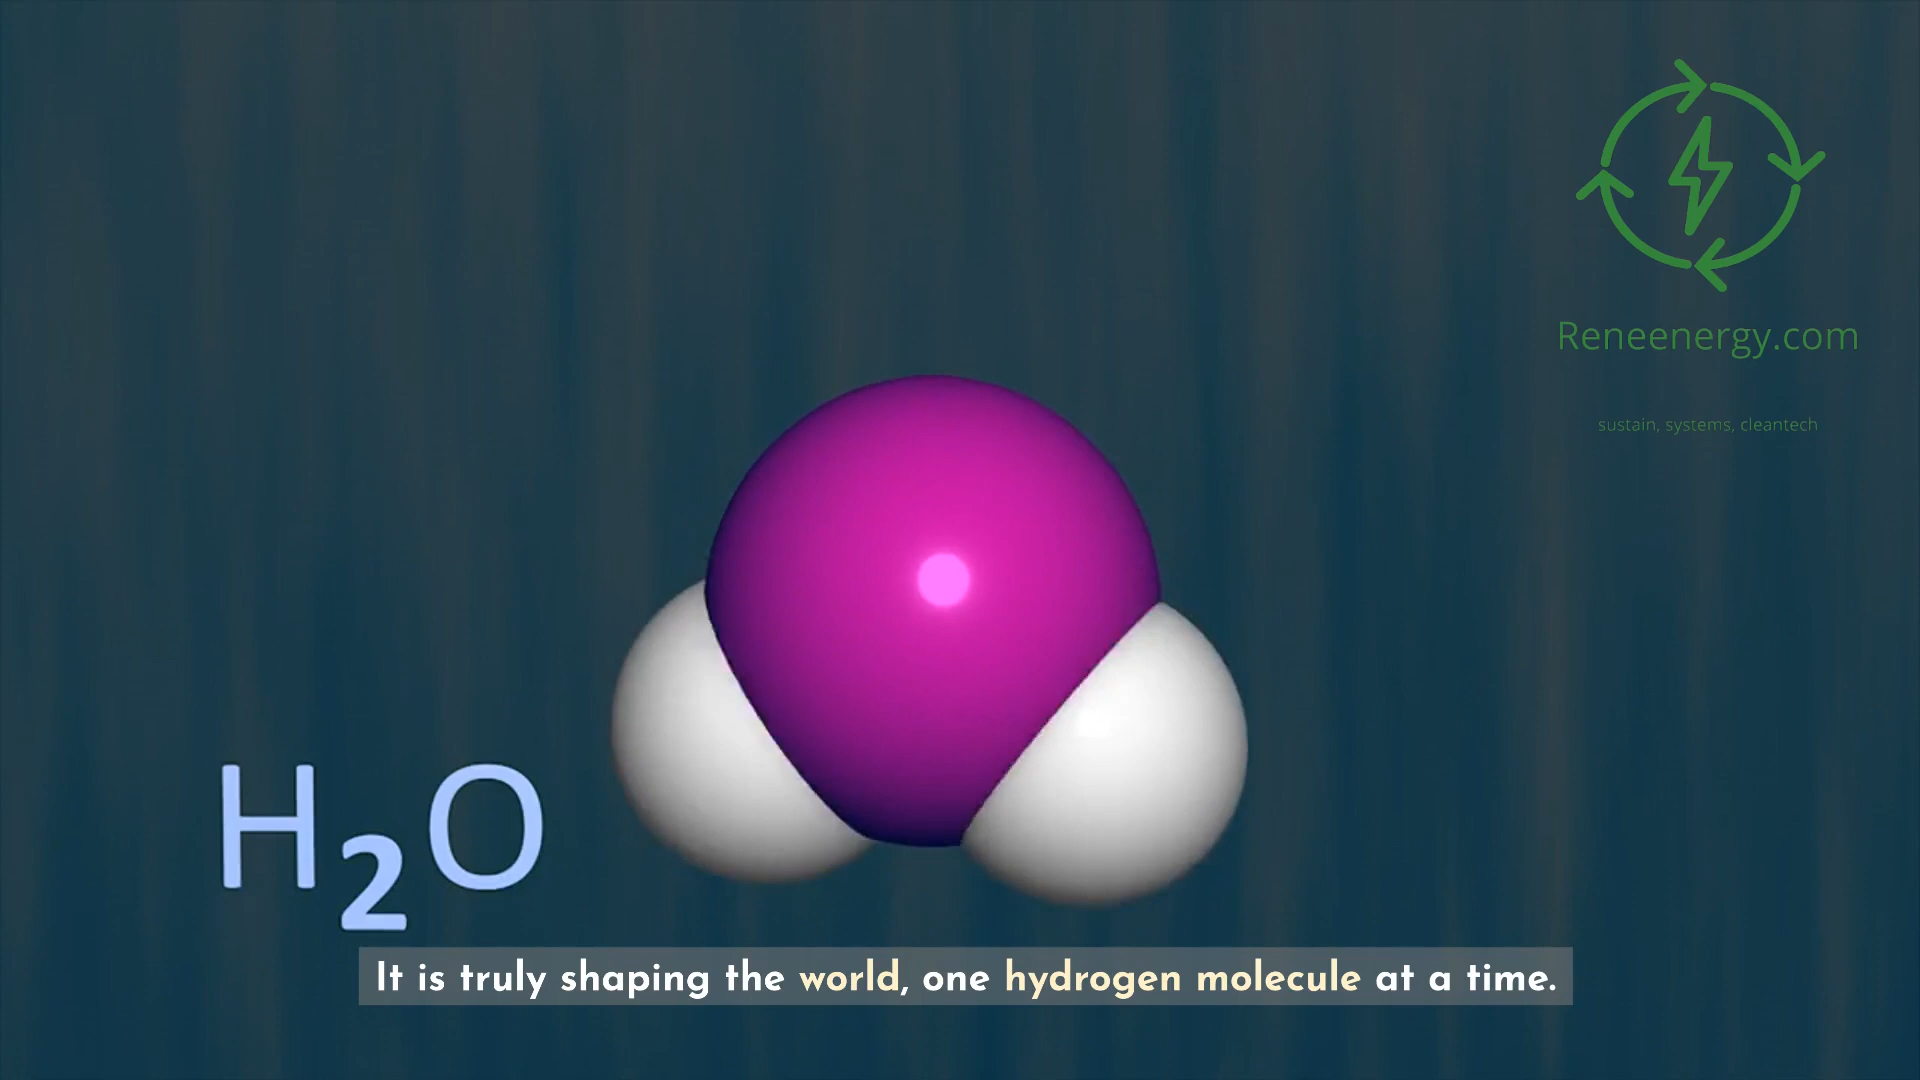 Reneenergy.com
sustain, systems, cleantech
H₂O
It is truly shaping the world, one hydrogen molecule at a time.